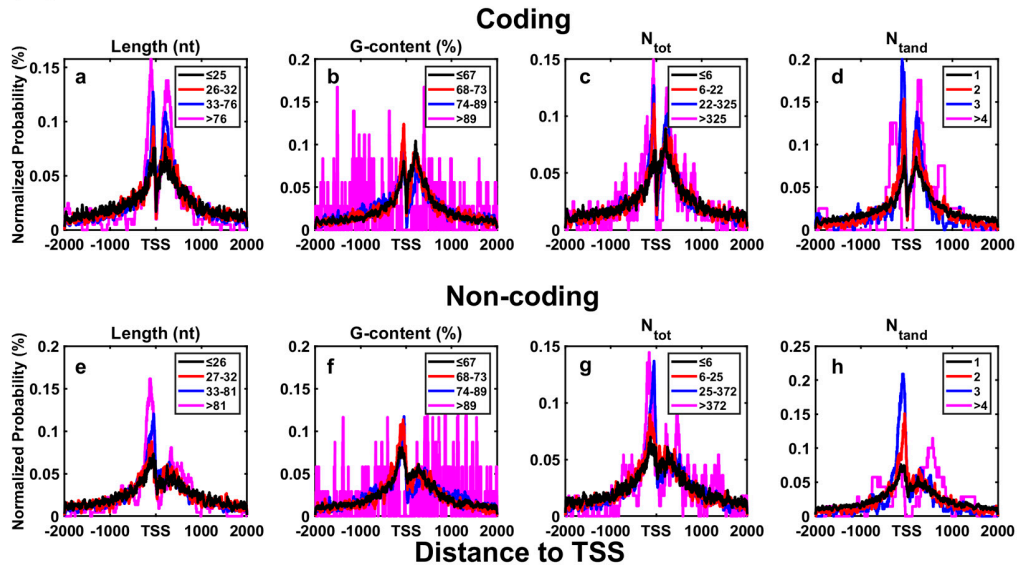 Coding
Length (nt)
G-content (%)
N_tot
N_tand
Normalized Probability (%)
a
≤25
26-32
33-76
>76
0.15
0.1
0.05
0
-2000 -1000 TSS 1000 2000
b
≤67
68-73
74-89
>89
0.2
0.15
0.1
0.05
0
-2000 -1000 TSS 1000 2000
c
≤6
6-22
22-325
>325
0.15
0.1
0.05
0
-2000 -1000 TSS 1000 2000
d
1
2
3
>4
0.2
0.15
0.1
0.05
0
-2000 -1000 TSS 1000 2000
Non-coding
Length (nt)
G-content (%)
N_tot
N_tand
Normalized Probability (%)
e
≤26
27-32
33-81
>81
0.2
0.15
0.1
0.05
0
-2000 -1000 TSS 1000 2000
f
≤67
68-73
74-89
>89
0.2
0.15
0.1
0.05
0
-2000 -1000 TSS 1000 2000
g
≤6
6-25
25-372
>372
0.15
0.1
0.05
0
-2000 -1000 TSS 1000 2000
h
1
2
3
>4
0.25
0.2
0.15
0.1
0.05
0
-2000 -1000 TSS 1000 2000
Distance to TSS